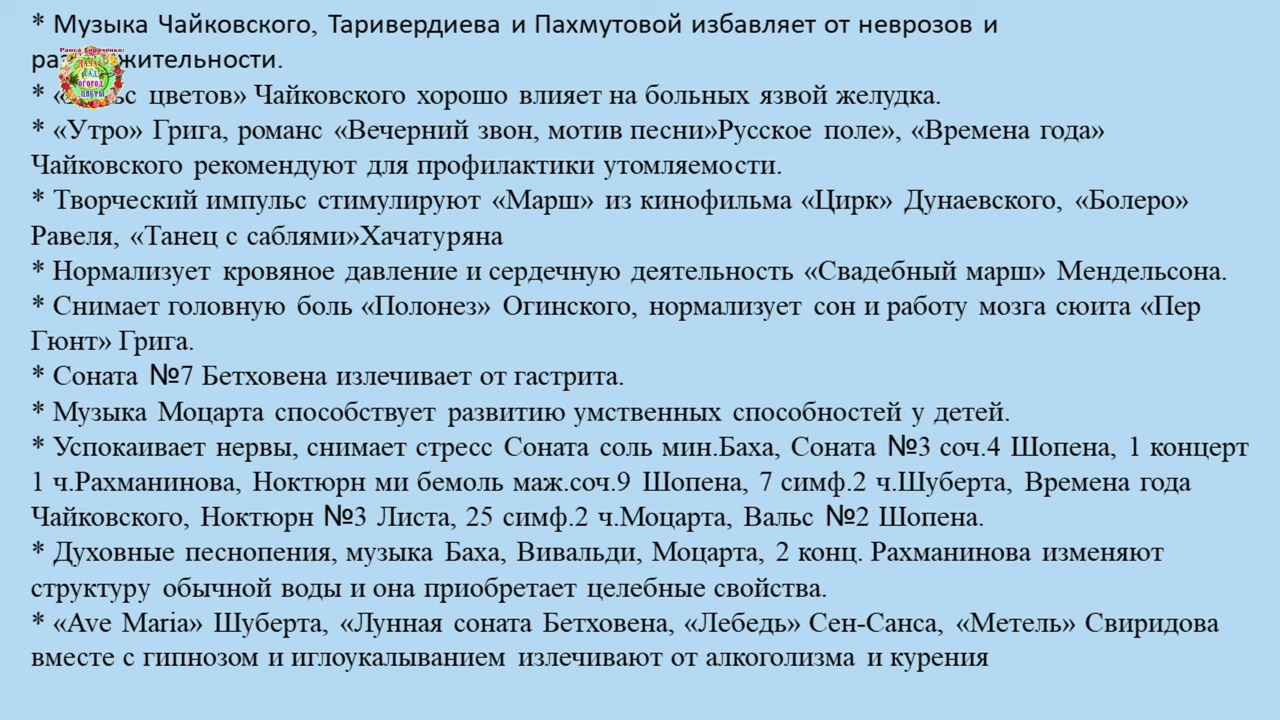 * Музыка Чайковского, Таривердиева и Пахмутовой избавляет от неврозов и
* цветов» Чайковского хорошо влияет на больных язвой желудка.
* «Утро» Грига, романс «Вечерний звон, мотив песни»Русское поле», «Времена года»
Чайковского рекомендуют для профилактики утомляемости.
* Творческий импульс стимулируют «Марш» из кинофильма «Цирк» Дунаевского, «Болеро»
Равеля, «Танец с саблями»Хачатуряна
* Нормализует кровяное давление и сердечную деятельность «Свадебный марш» Мендельсона.
* Снимает головную боль «Полонез» Огинского, нормализует сон и работу мозга сюита «Пер
Гюнт» Грига.
* Соната №7 Бетховена излечивает от гастрита.
* Музыка Моцарта способствует развитию умственных способностей у детей.
* Успокаивает нервы, снимает стресс Соната соль мин.Баха, Соната №3 соч.4 Шопена, 1 концерт
1 ч.Рахманинова, Ноктюрн ми бемоль маж.соч.9 Шопена, 7 симф.2 ч.Шуберта, Времена года
Чайковского, Ноктюрн №3 Листа, 25 симф.2 ч.Моцарта, Вальс №2 Шопена.
* Духовные песнопения, музыка Баха, Вивальди, Моцарта, 2 конц. Рахманинова изменяют
структуру обычной воды и она приобретает целебные свойства.
* «Ave Maria» Шуберта, «Лунная соната Бетховена, «Лебедь» Сен-Санса, «Метель» Свиридова
вместе с гипнозом и иглоукалыванием излечивают от алкоголизма и курения
ОГОРОД
ЦВЕТЫ